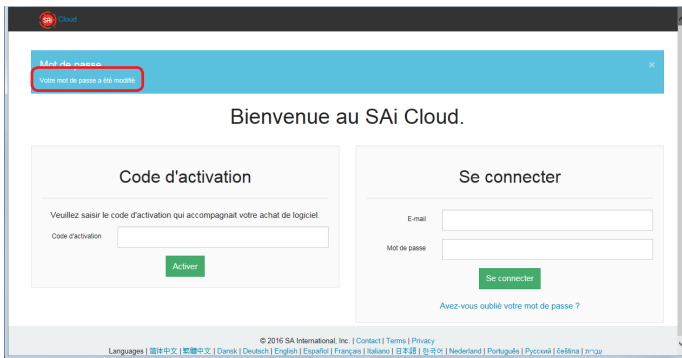 SAi Cloud
Mot de passe ×
Votre mot de passe a été modifié
Bienvenue au SAi Cloud.
Code d'activation
Veuillez saisir le code d'activation qui accompagnait votre achat de logiciel.
Code d'activation
Activer
Se connecter
E-mail
Mot de passe
Se connecter
Avez-vous oublié votre mot de passe ?
© 2016 SA International, Inc. | Contact | Terms | Privacy
Languages | 简体中文 | 繁體中文 | Dansk | Deutsch | English | Español | Français | Italiano | 日本語 | 한국어 | Nederland | Português | Русский | čeština | עברית